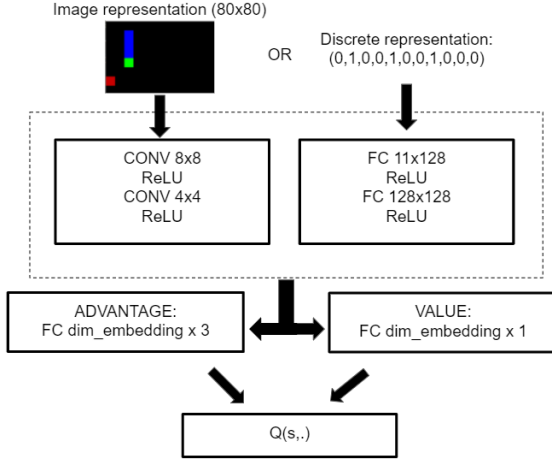 Image representation (80x80)
OR
Discrete representation:
(0,1,0,0,1,0,0,1,0,0,0)
CONV 8x8
ReLU
CONV 4x4
ReLU
FC 11x128
ReLU
FC 128x128
ReLU
ADVANTAGE:
FC dim_embedding x 3
VALUE:
FC dim_embedding x 1
Q(s,.)